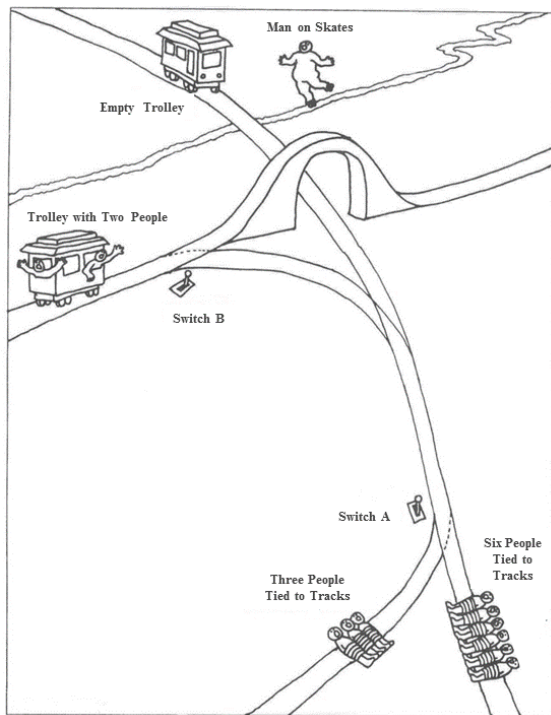 Man on Skates
Empty Trolley
Trolley with Two People
Switch B
Switch A
Six People
Tied to
Tracks
Three People
Tied to Tracks